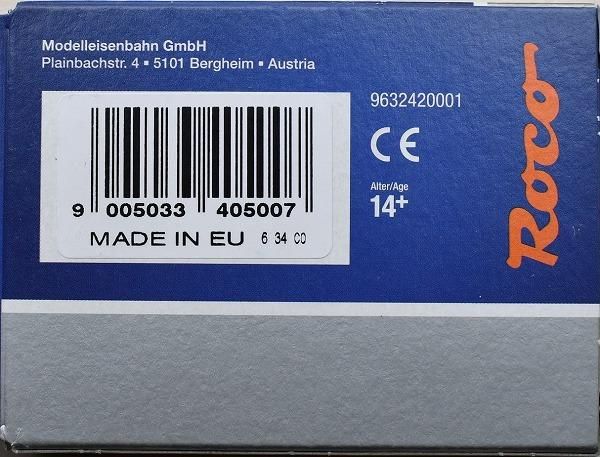 Modelleisenbahn GmbH
Plainbachstr. 4 ▪ 5101 Bergheim ▪ Austria
9632420001
CE
Alter/Age
14+
9 005033 405007
MADE IN EU 6 34 C0
Roco